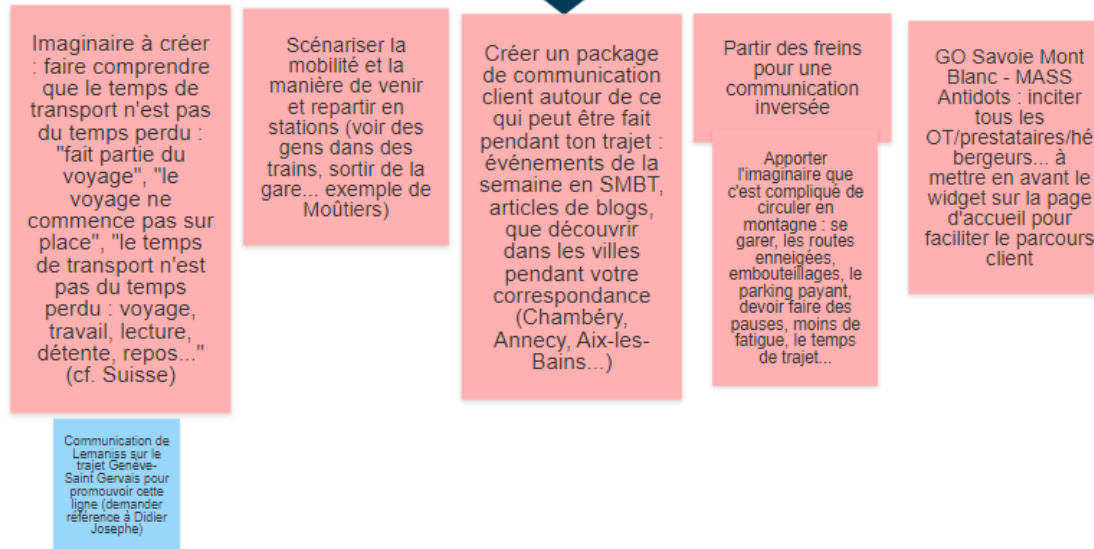 Imaginaire à créer
: faire comprendre
que le temps de
transport n'est pas
du temps perdu :
"fait partie du
voyage", "le
voyage ne
commence pas sur
place", "le temps
de transport n'est
pas du temps
perdu : voyage,
travail, lecture,
détente, repos..."
(cf. Suisse)
Communication de
Lemaniss sur le
trajet Genève-
Saint Gervais pour
promouvoir cette
ligne (demander
référence à Didier
Josephe)
Scénariser la
mobilité et la
manière de venir
et repartir en
stations (voir des
gens dans des
trains, sortir de la
gare... exemple de
Moûtiers)
Créer un package
de communication
client autour de ce
qui peut être fait
pendant ton trajet :
événements de la
semaine en SMBT,
articles de blogs,
que découvrir
dans les villes
pendant votre
correspondance
(Chambéry,
Annecy, Aix-les-
Bains...)
Partir des freins
pour une
communication
inversée
Apporter
l'imaginaire que
c'est compliqué de
circuler en
montagne : se
garer, les routes
enneigées,
embouteillages, le
parking payant,
devoir faire des
pauses, moins de
fatigue, le temps
de trajet...
GO Savoie Mont
Blanc - MASS
Antidots : inciter
tous les
OT/prestataires/hé
bergeurs... à
mettre en avant le
widget sur la page
d'accueil pour
faciliter le parcours
client